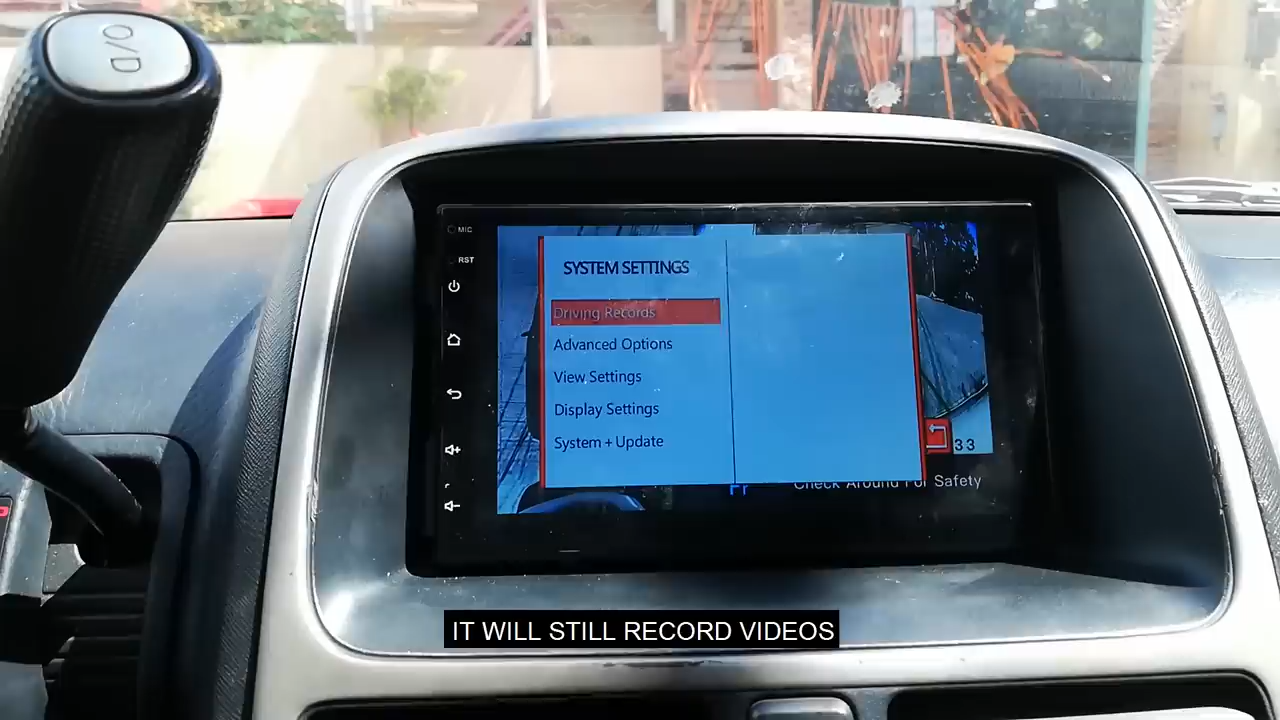 O/D
MIC
RST
SYSTEM SETTINGS
Driving Records
Advanced Options
View Settings
Display Settings
System + Update
33
Check Around For Safety
IT WILL STILL RECORD VIDEOS